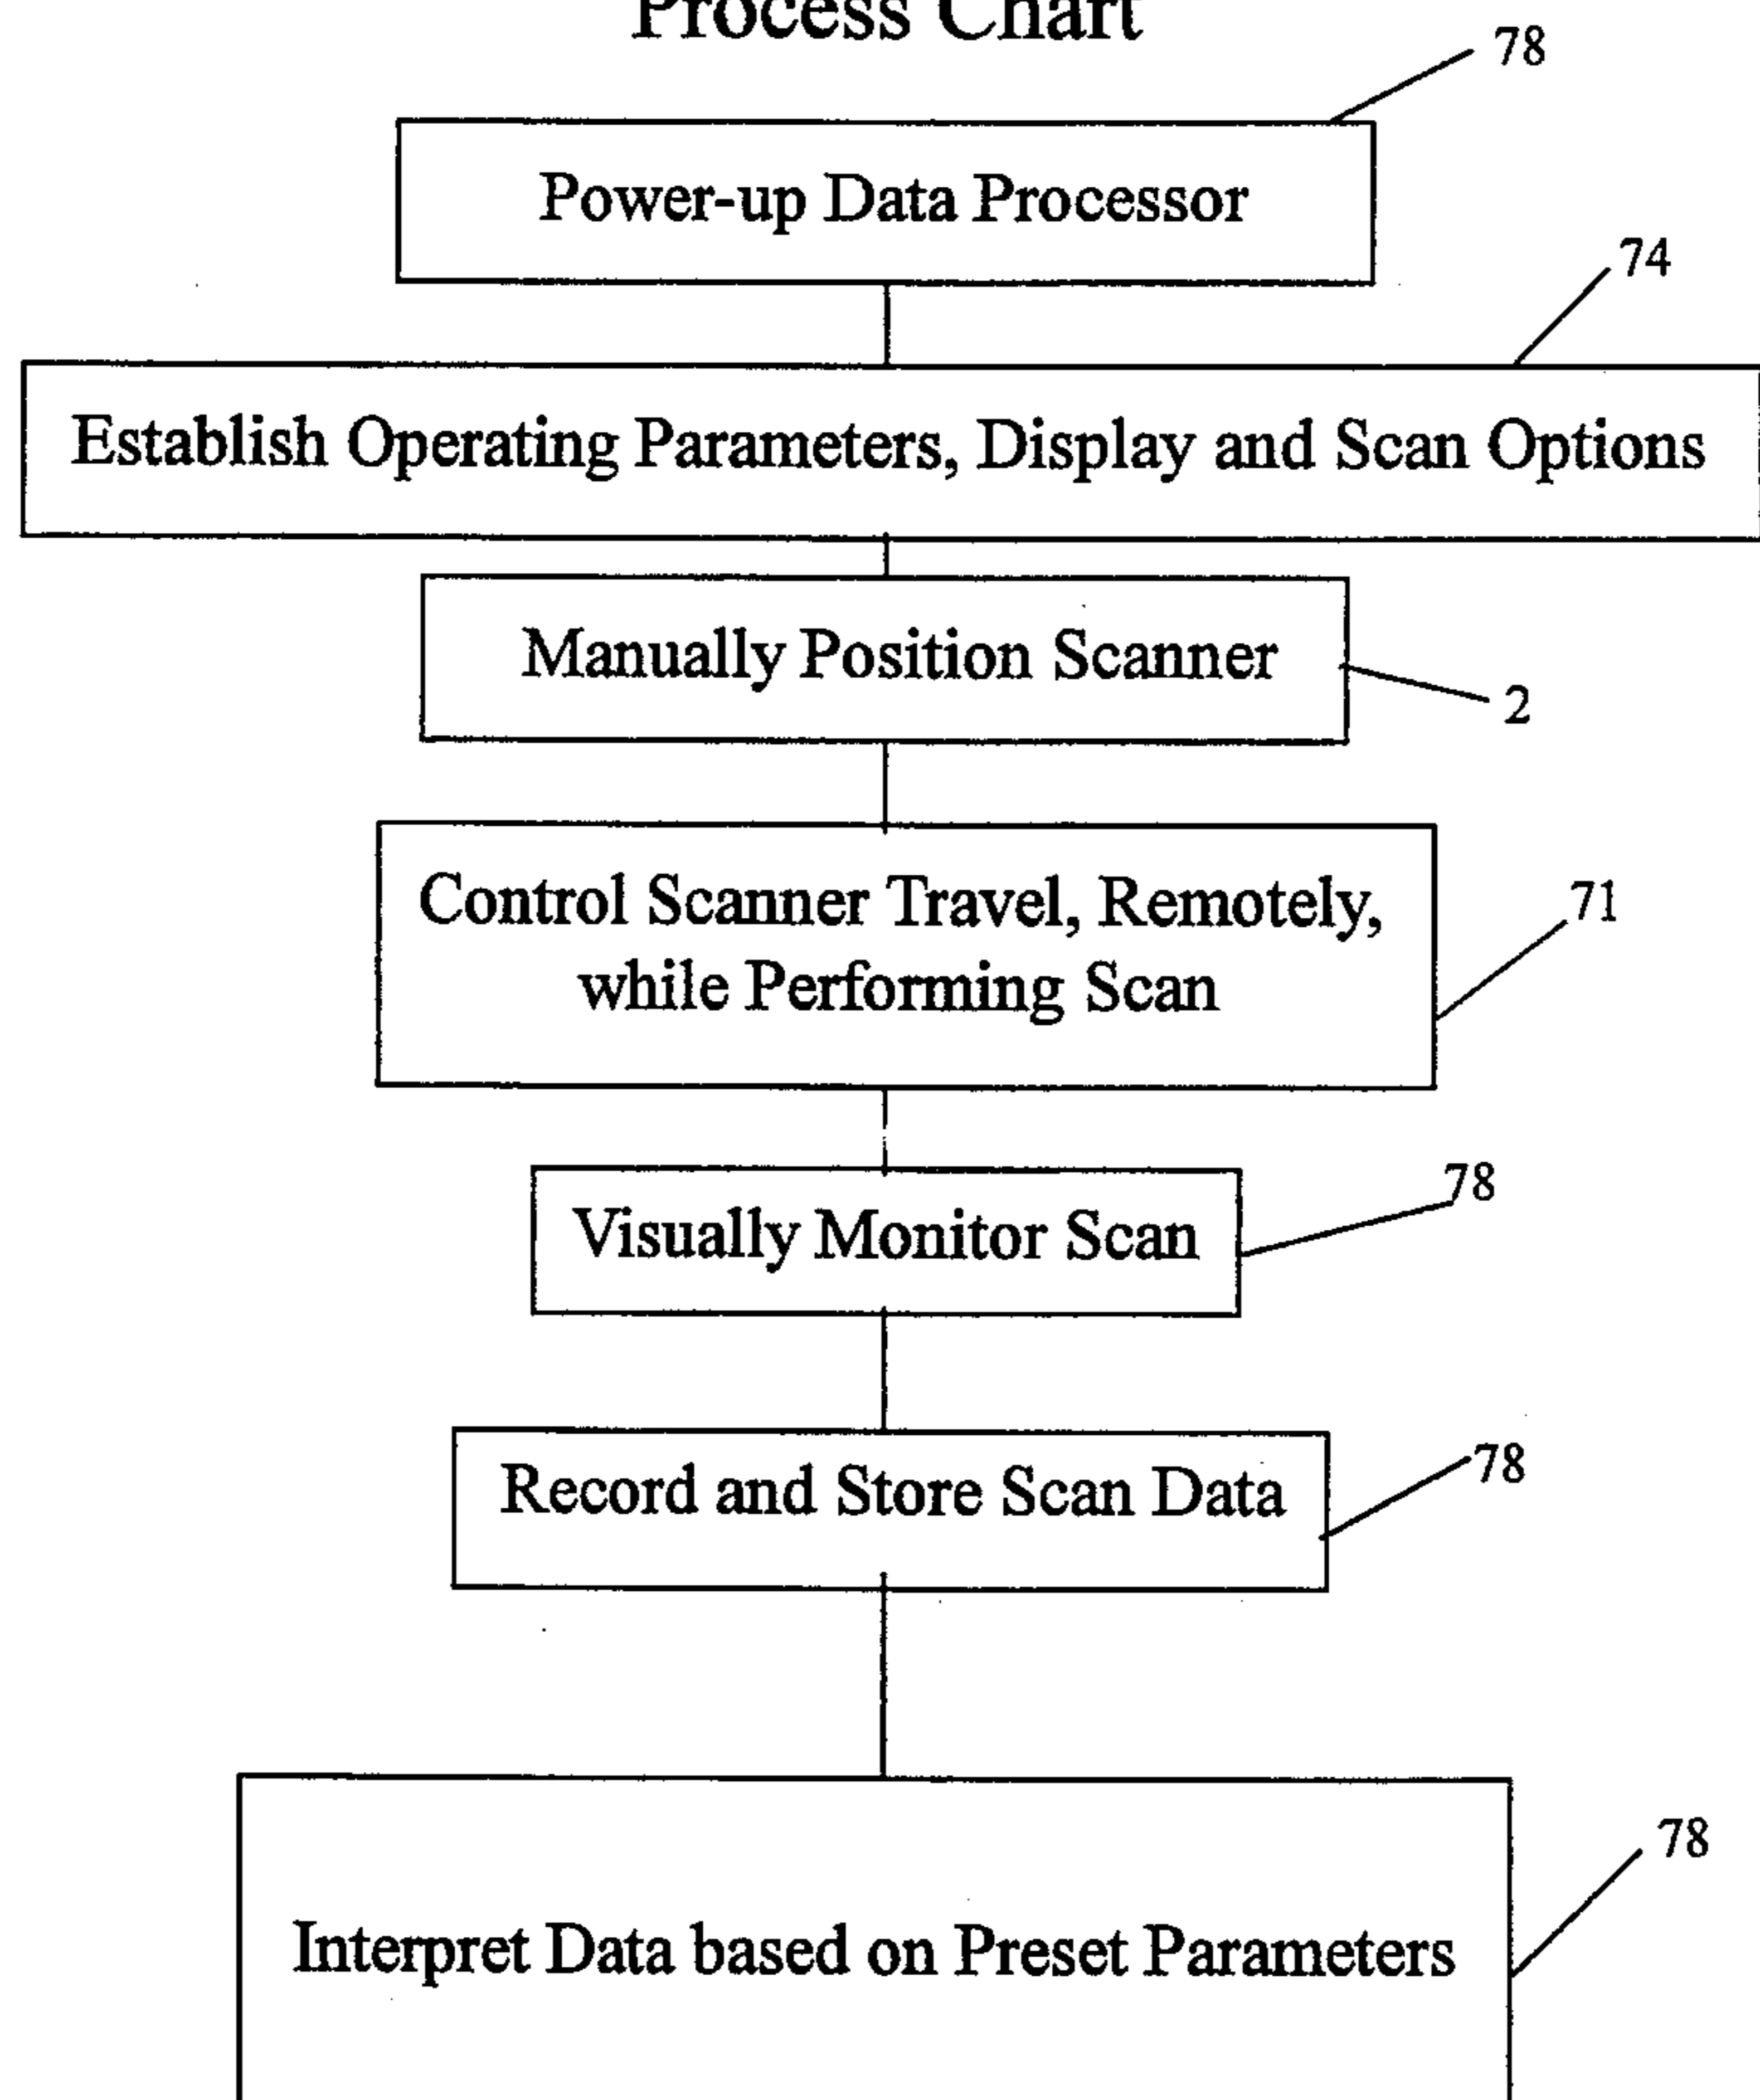 Process Chart
78
Power-up Data Processor
74
Establish Operating Parameters, Display and Scan Options
Manually Position Scanner
2
Control Scanner Travel, Remotely,
while Performing Scan
71
78
Visually Monitor Scan
78
Record and Store Scan Data
78
Interpret Data based on Preset Parameters